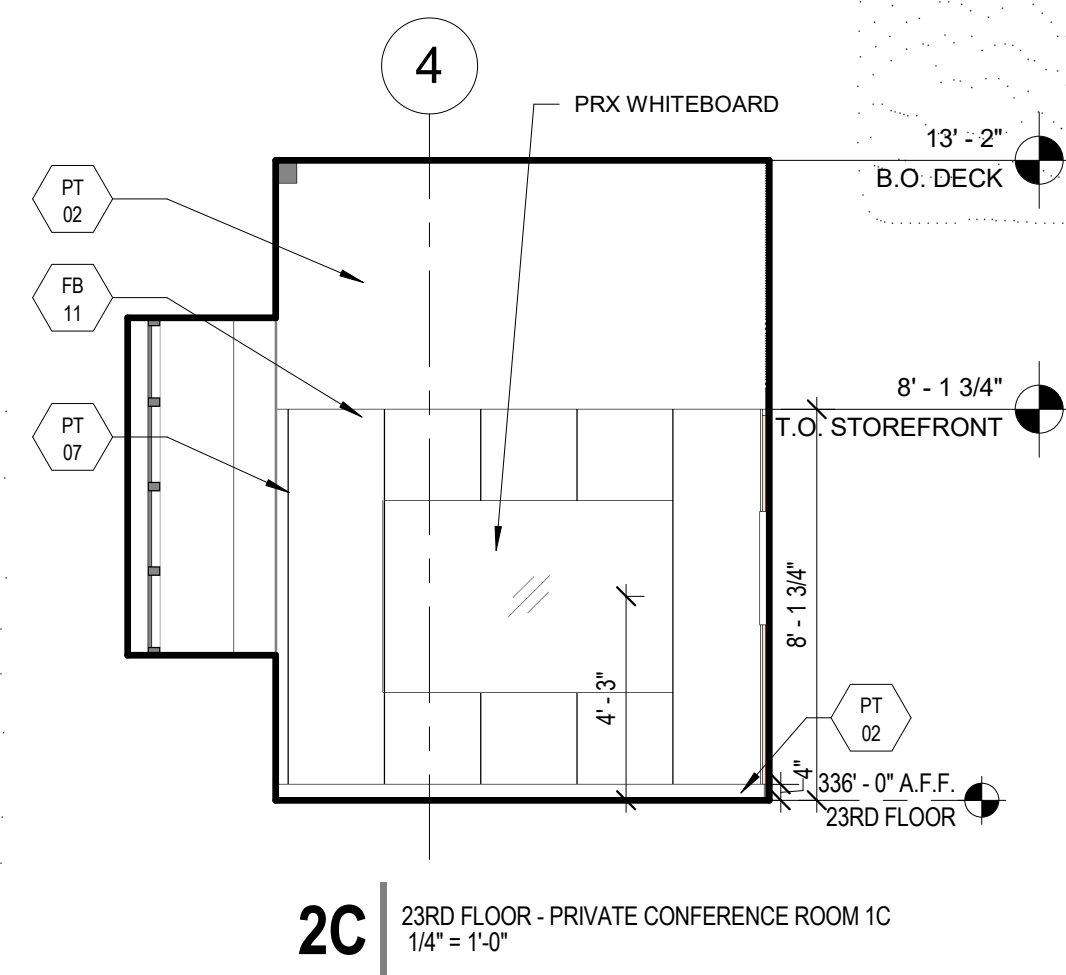 4
PRX WHITEBOARD
13' - 2"
B.O. DECK
PT
02
FB
11
8' - 1 3/4"
T.O. STOREFRONT
PT
07
8' - 1 3/4"
4' - 3"
PT
02
4"
336' - 0" A.F.F.
23RD FLOOR
2C
23RD FLOOR - PRIVATE CONFERENCE ROOM 1C
1/4" = 1'-0"